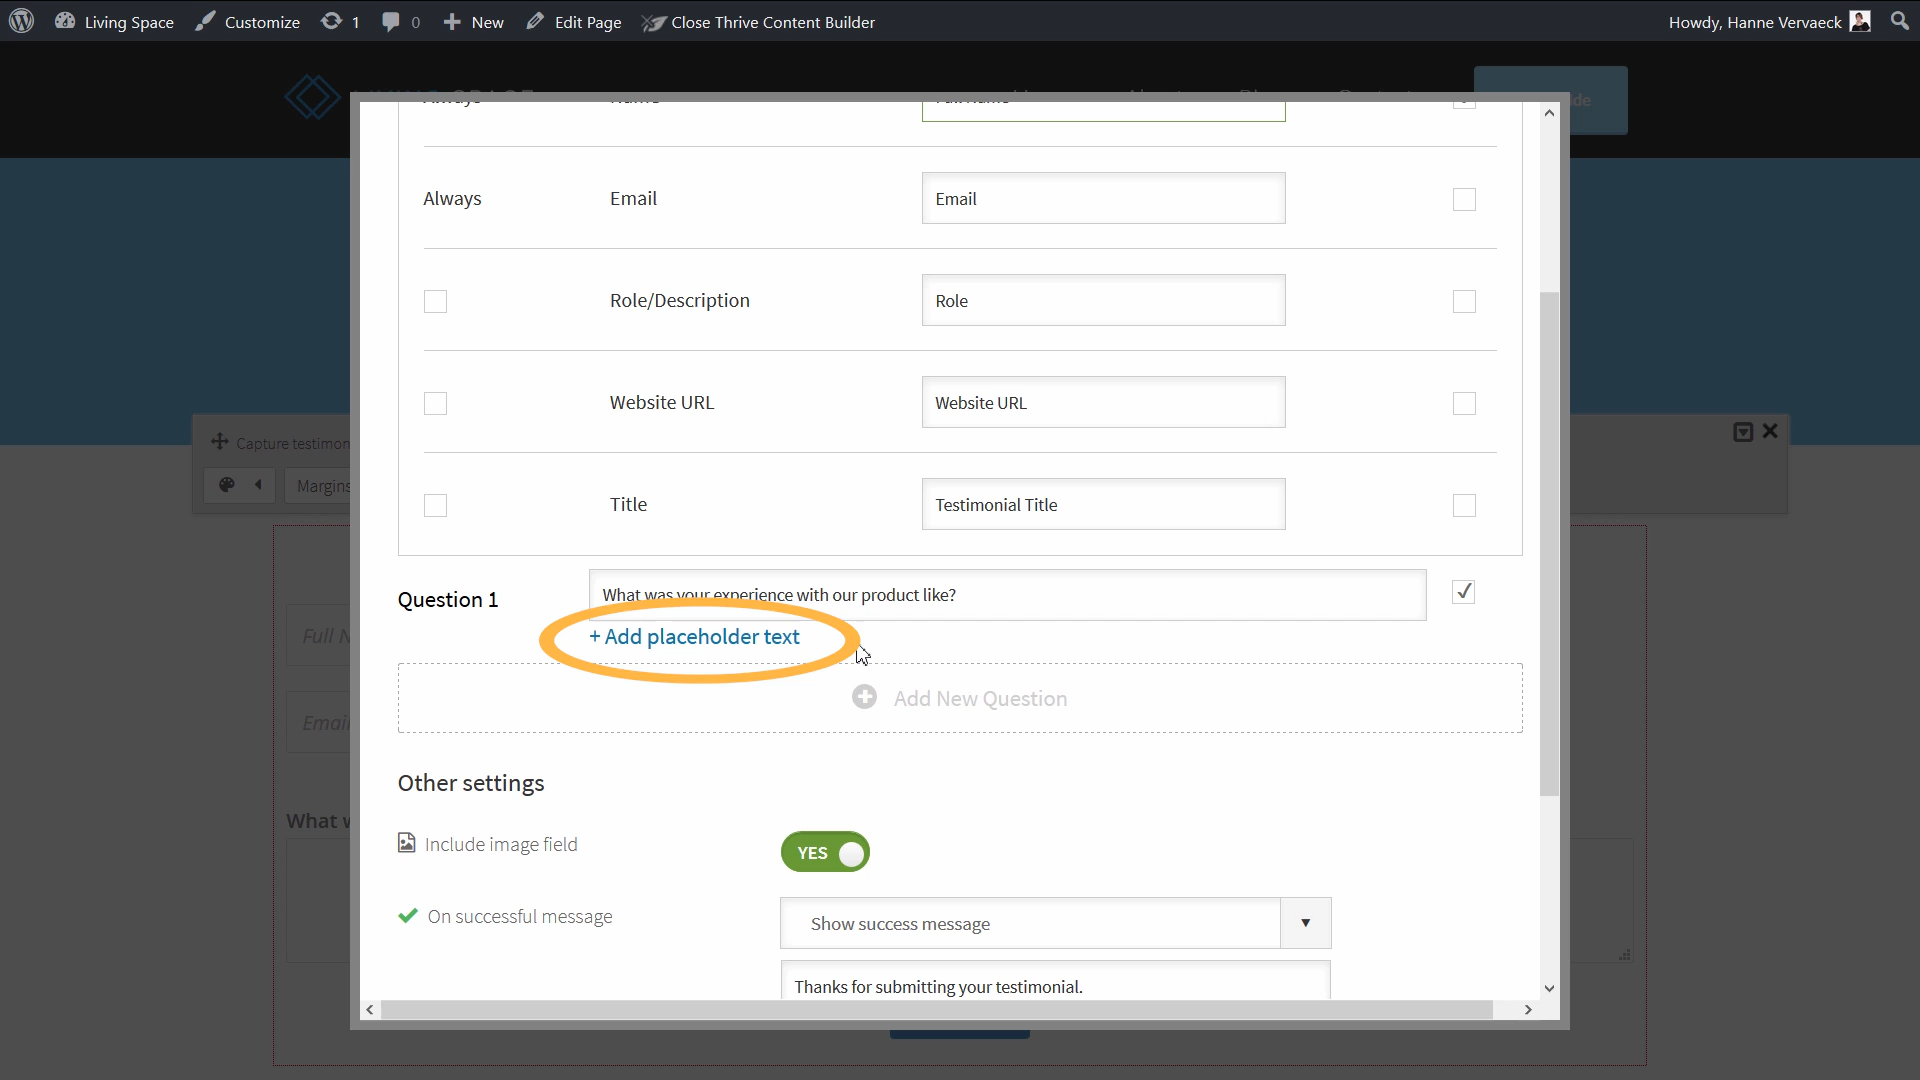 Living Space Customize 1 0 New Edit Page Close Thrive Content Builder Howdy, Hanne Vervaeck
Always Email Email
Role/Description Role
Website URL Website URL
Capture testimon
Margins
Title Testimonial Title
Question 1 What was your experience with our product like?
+ Add placeholder text
Full N
Add New Question
Email
Other settings
What w
Include image field YES
On successful message Show success message
Thanks for submitting your testimonial.